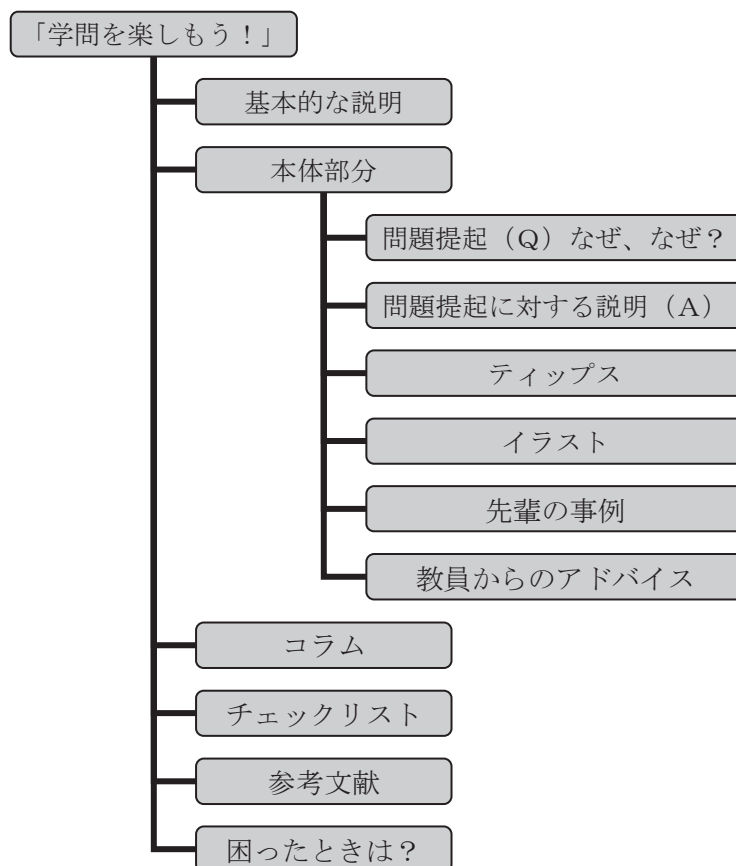 「学問を楽しもう！」
基本的な説明
本体部分
問題提起（Q）なぜ、なぜ？
問題提起に対する説明（A）
ティップス
イラスト
先輩の事例
教員からのアドバイス
コラム
チェックリスト
参考文献
困ったときは？